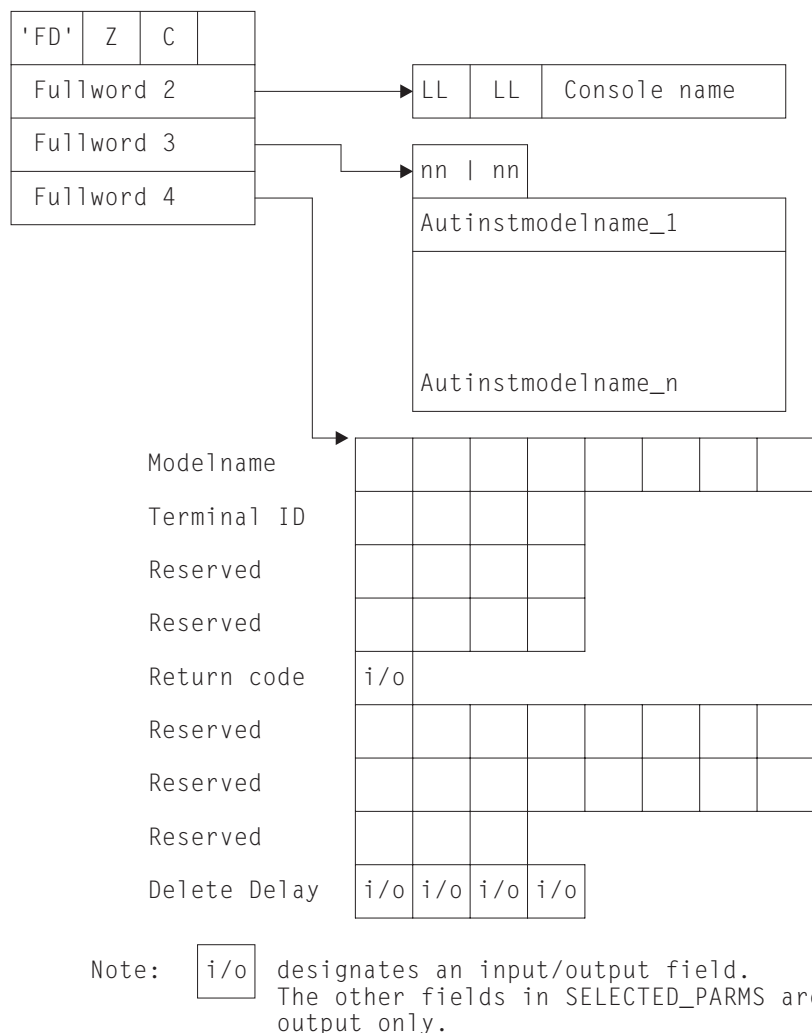 'FD' Z C
Fullword 2
LL LL Console name
Fullword 3
nn | nn
Fullword 4
Autinstmodelname_1
Autinstmodelname_n
Modelname
Terminal ID
Reserved
Reserved
Return code i/o
Reserved
Reserved
Reserved
Delete Delay i/o i/o i/o i/o
Note: i/o designates an input/output field.
The other fields in SELECTED_PARMS are
output only.